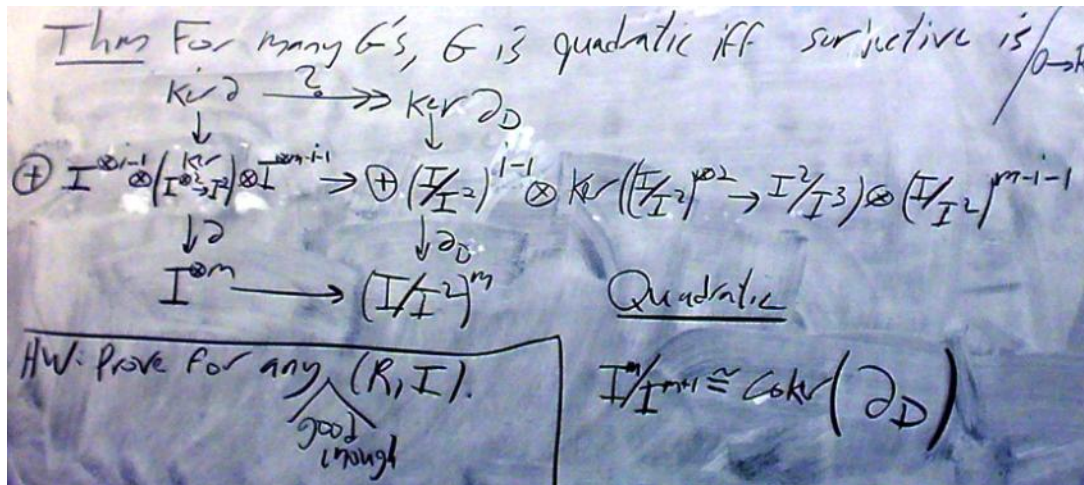 Thm For many G's, G is quadratic iff surjective is / 0→
ker ∂ —?↠ ker ∂_D
↓ ↓
⊕ I^{⊗i-1} ⊗ (ker I^{⊗2}→I^2) ⊗ I^{⊗m-i-1} → ⊕ (I/I^2)^{i-1} ⊗ ker((I/I^2)^{⊗2} → I^2/I^3) ⊗ (I/I^2)^{m-i-1}
↓∂ ↓∂_D
I^{⊗m} → (I/I^2)^m
Quadratic
HW: Prove for any (R, I).
good
enough
I^m/I^{m+1} ≅ coker(∂_D)